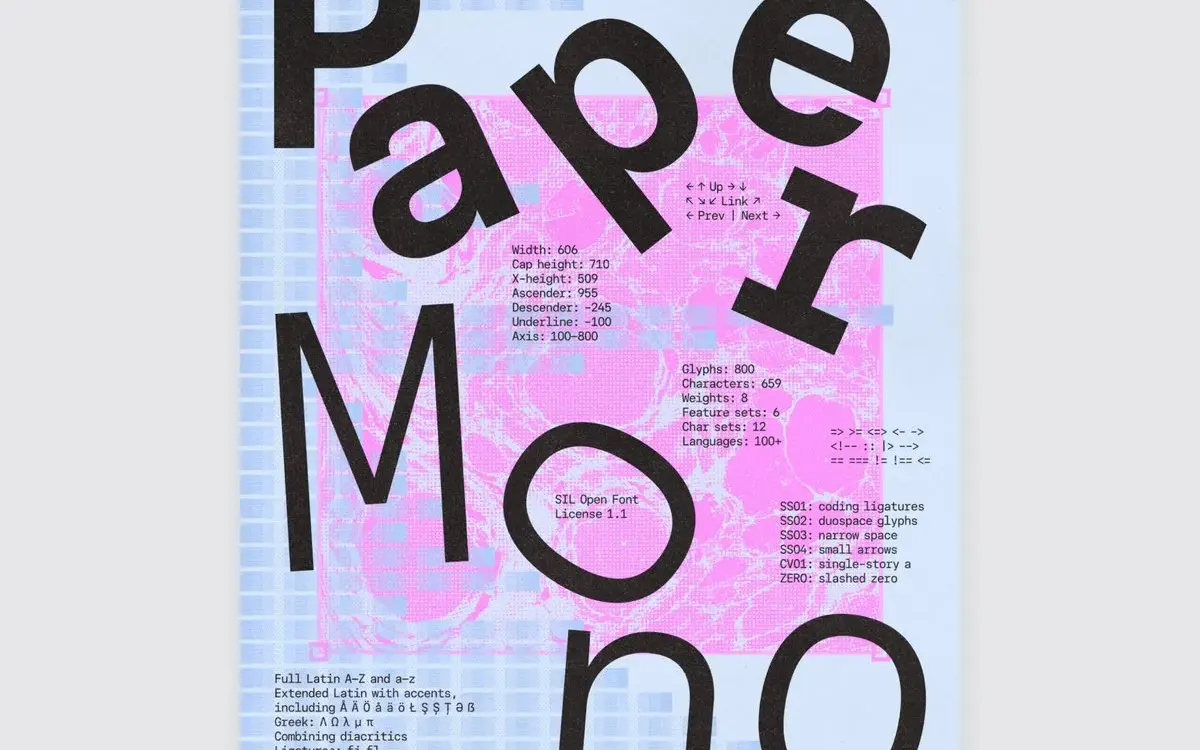 Paper
← ↑ Up → ↓
↖ ↘ ↙ Link ↗
← Prev | Next →
Width: 606
Cap height: 710
X-height: 509
Ascender: 955
Descender: -245
Underline: -100
Axis: 100–800
Mono
Glyphs: 800
Characters: 659
Weights: 8
Feature sets: 6
Char sets: 12
Languages: 100+
=> >= <=> <- ->
<!-- :: |> -->
== === != !== <=
SIL Open Font
License 1.1
SS01: coding ligatures
SS02: duospace glyphs
SS03: narrow space
SS04: small arrows
CV01: single-story a
ZERO: slashed zero
Full Latin A–Z and a–z
Extended Latin with accents,
including Å Ä Ö å ä ö Ł Ş Ș Ț Ə ß
Greek: Λ Ω λ μ π
Combining diacritics
Ligatures: fi fl